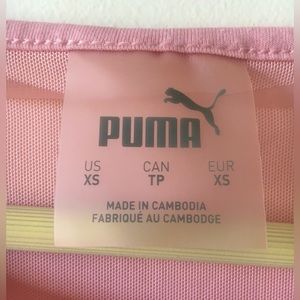 PUMA
US CAN EUR
XS TP XS
MADE IN CAMBODIA
FABRIQUÉ AU CAMBODGE